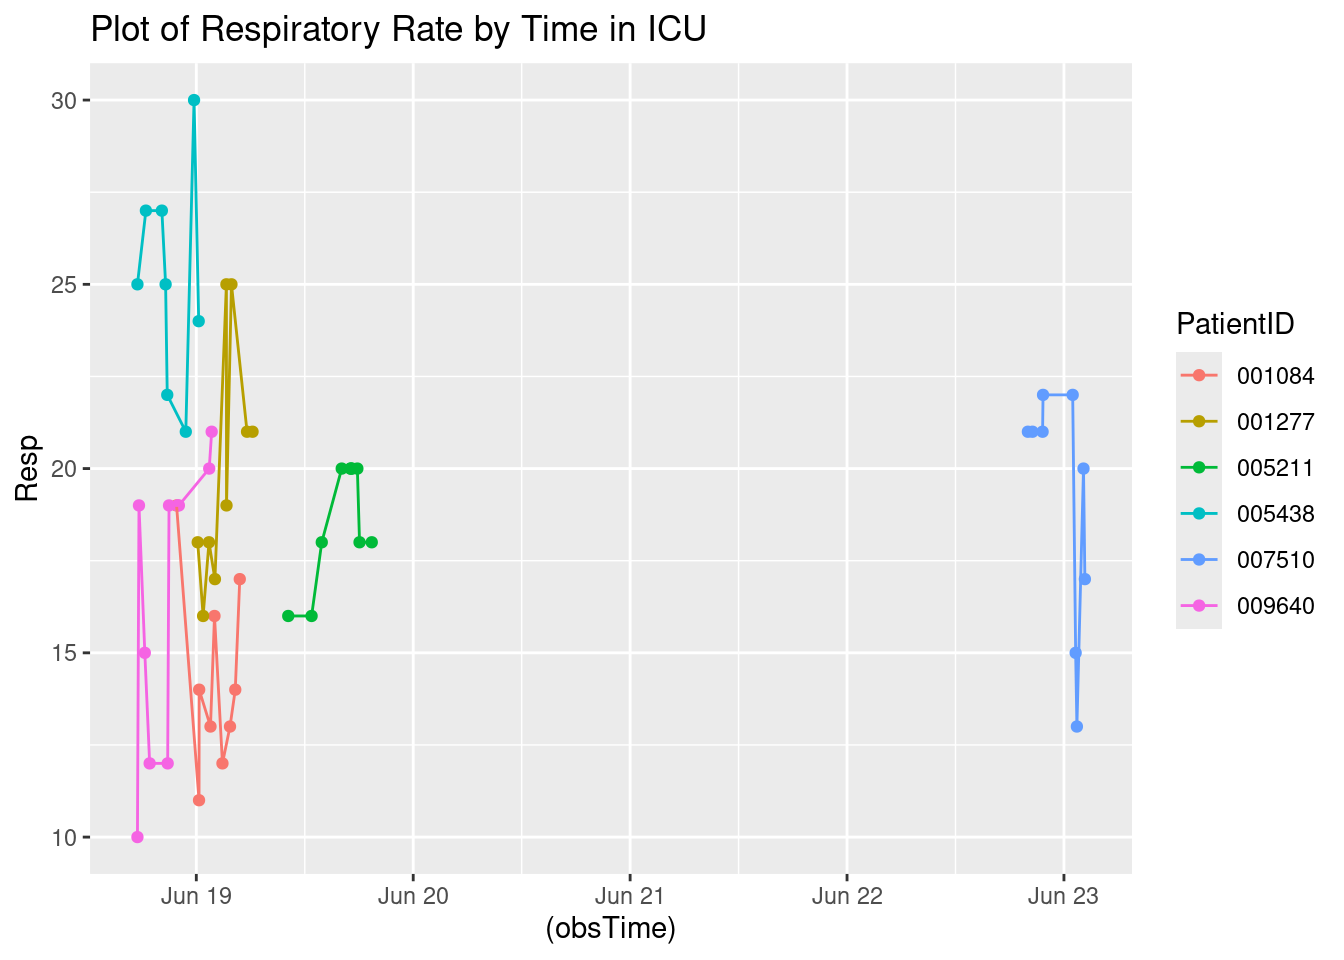 Plot of Respiratory Rate by Time in ICU
30
25
20
15
10
Resp
Jun 19 Jun 20 Jun 21 Jun 22 Jun 23
(obsTime)
PatientID
001084
001277
005211
005438
007510
009640